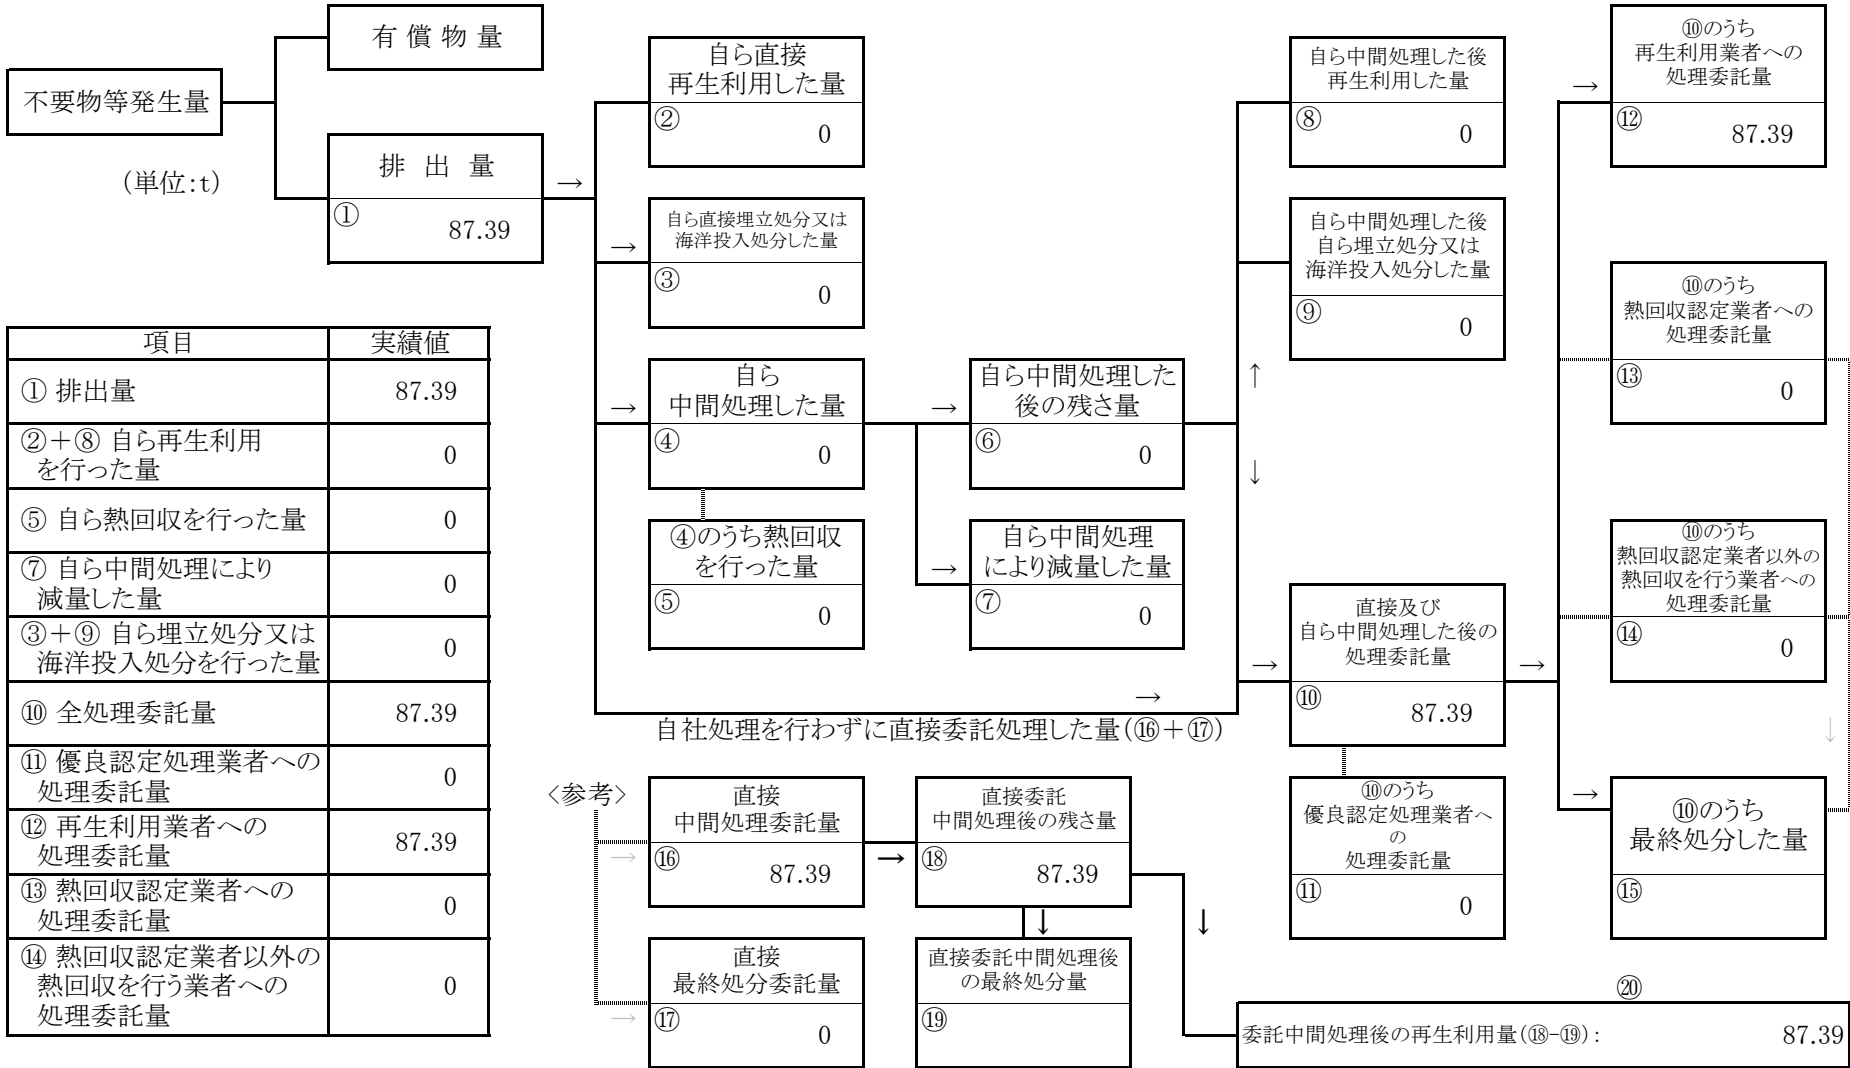 不要物等発生量
(単位:t)
有 償 物 量
排 出 量
①
87.39
→
自ら直接
再生利用した量
②
0
→
自ら直接埋立処分又は
海洋投入処分した量
③
0
→
自ら
中間処理した量
④
0
④のうち熱回収
を行った量
⑤
0
→
自ら中間処理した
後の残さ量
⑥
0
→
自ら中間処理
により減量した量
⑦
0
↑
↓
自ら中間処理した後
再生利用した量
⑧
0
自ら中間処理した後
自ら埋立処分又は
海洋投入処分した量
⑨
0
→
自社処理を行わずに直接委託処理した量(⑯+⑰)
→
直接及び
自ら中間処理した後の
処理委託量
⑩
87.39
→
⑩のうち
優良認定処理業者へ
の
処理委託量
⑪
0
→
⑩のうち
再生利用業者への
処理委託量
⑫
87.39
⑩のうち
熱回収認定業者への
処理委託量
⑬
0
⑩のうち
熱回収認定業者以外の
熱回収を行う業者への
処理委託量
⑭
0
↓
→
⑩のうち
最終処分した量
⑮
項目 実績値
① 排出量 87.39
②+⑧ 自ら再生利用
を行った量 0
⑤ 自ら熱回収を行った量 0
⑦ 自ら中間処理により
減量した量 0
③+⑨ 自ら埋立処分又は
海洋投入処分を行った量 0
⑩ 全処理委託量 87.39
⑪ 優良認定処理業者への
処理委託量 0
⑫ 再生利用業者への
処理委託量 87.39
⑬ 熱回収認定業者への
処理委託量 0
⑭ 熱回収認定業者以外の
熱回収を行う業者への 0
処理委託量
<参考>
→
直接
中間処理委託量
⑯
87.39
→
直接委託
中間処理後の残さ量
⑱
87.39
↓
↓
→
直接
最終処分委託量
⑰
0
直接委託中間処理後
の最終処分量
⑲
⑳
委託中間処理後の再生利用量(⑱-⑲): 87.39